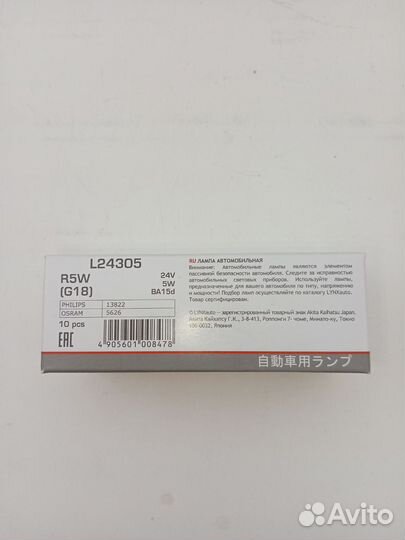 L24305
R5W
(G18)
24V
5W
BA15d
PHILIPS 13822
OSRAM 5626
10 pcs
EAC
4 905601 008478
RU ЛАМПА АВТОМОБИЛЬНАЯ
Внимание: Автомобильные лампы являются элементом
пассивной безопасности автомобиля. Следите за исправностью
автомобильных световых приборов. Используйте лампы,
предназначенные для вашего автомобиля по типу, напряжению
и мощности! Подбор ламп осуществляйте по каталогу LYNXauto.
Товар сертифицирован.
© LYNXauto — зарегистрированный товарный знак Akita Kaihatsu Japan.
Акита Кайхатсу Г.К., 3-8-413, Роппонги 7-чоме, Минато-ку, Токио
106-0032, Япония
自動車用ランプ
Avito